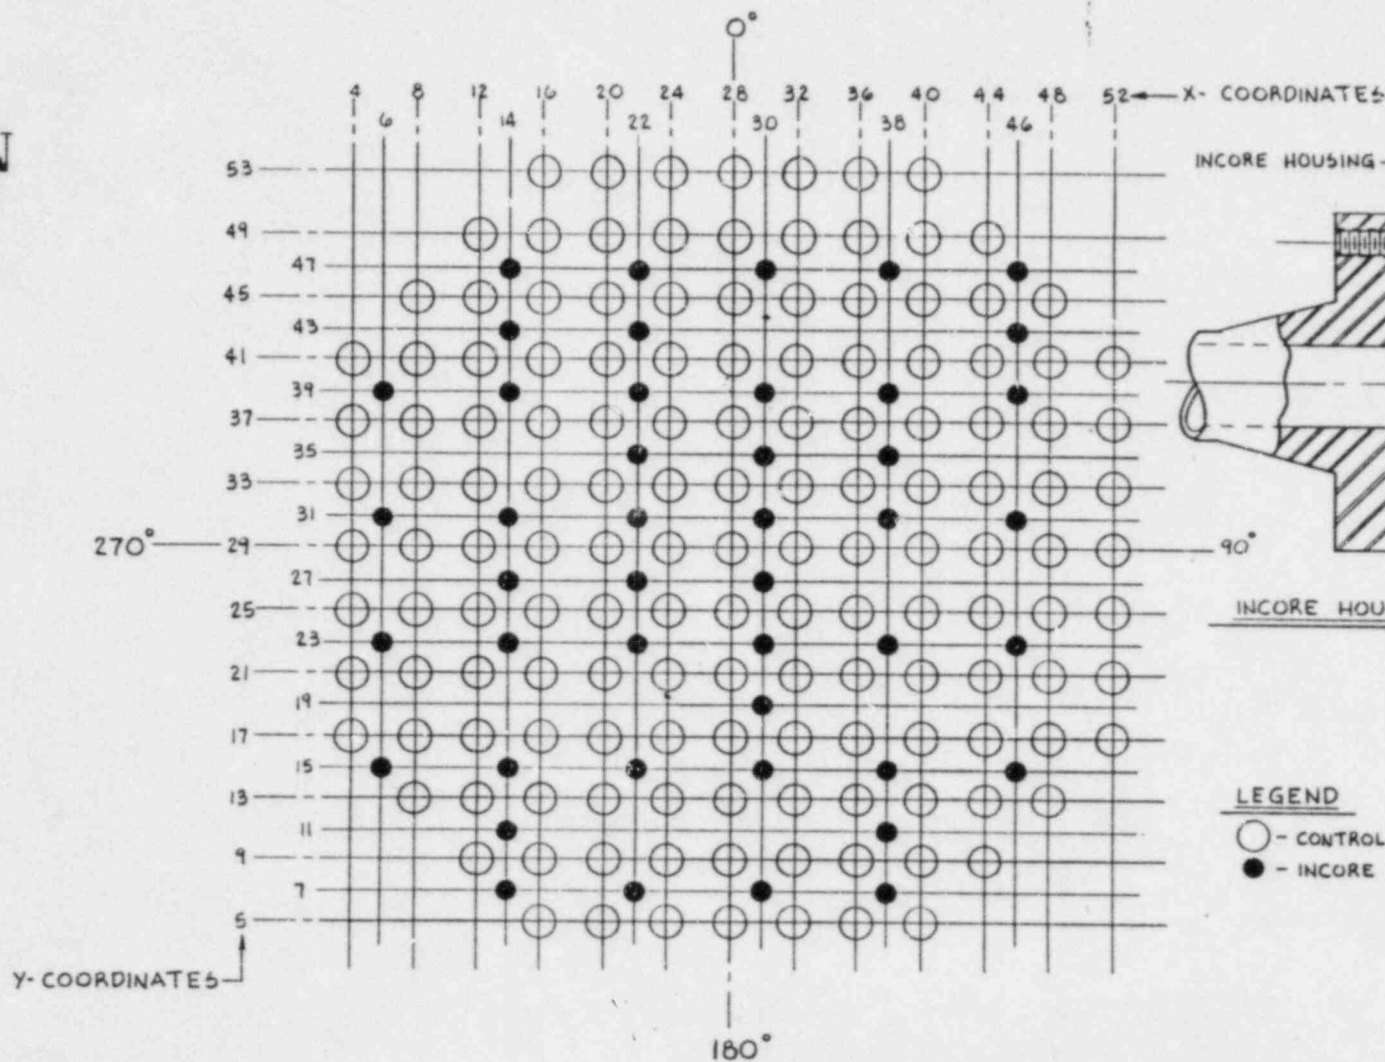 N
0°
4 8 12 16 20 24 28 32 36 40 44 48 52 X- COORDINATES
6 14 22 30 38 46
INCORE HOUSING
53
49
47
45
43
41
39
37
35
33
31
270° 29 90°
27
25
23
INCORE HOU
21
19
17
15
13
11
9
7
5
LEGEND
- CONTROL
- INCORE
Y- COORDINATES
180°